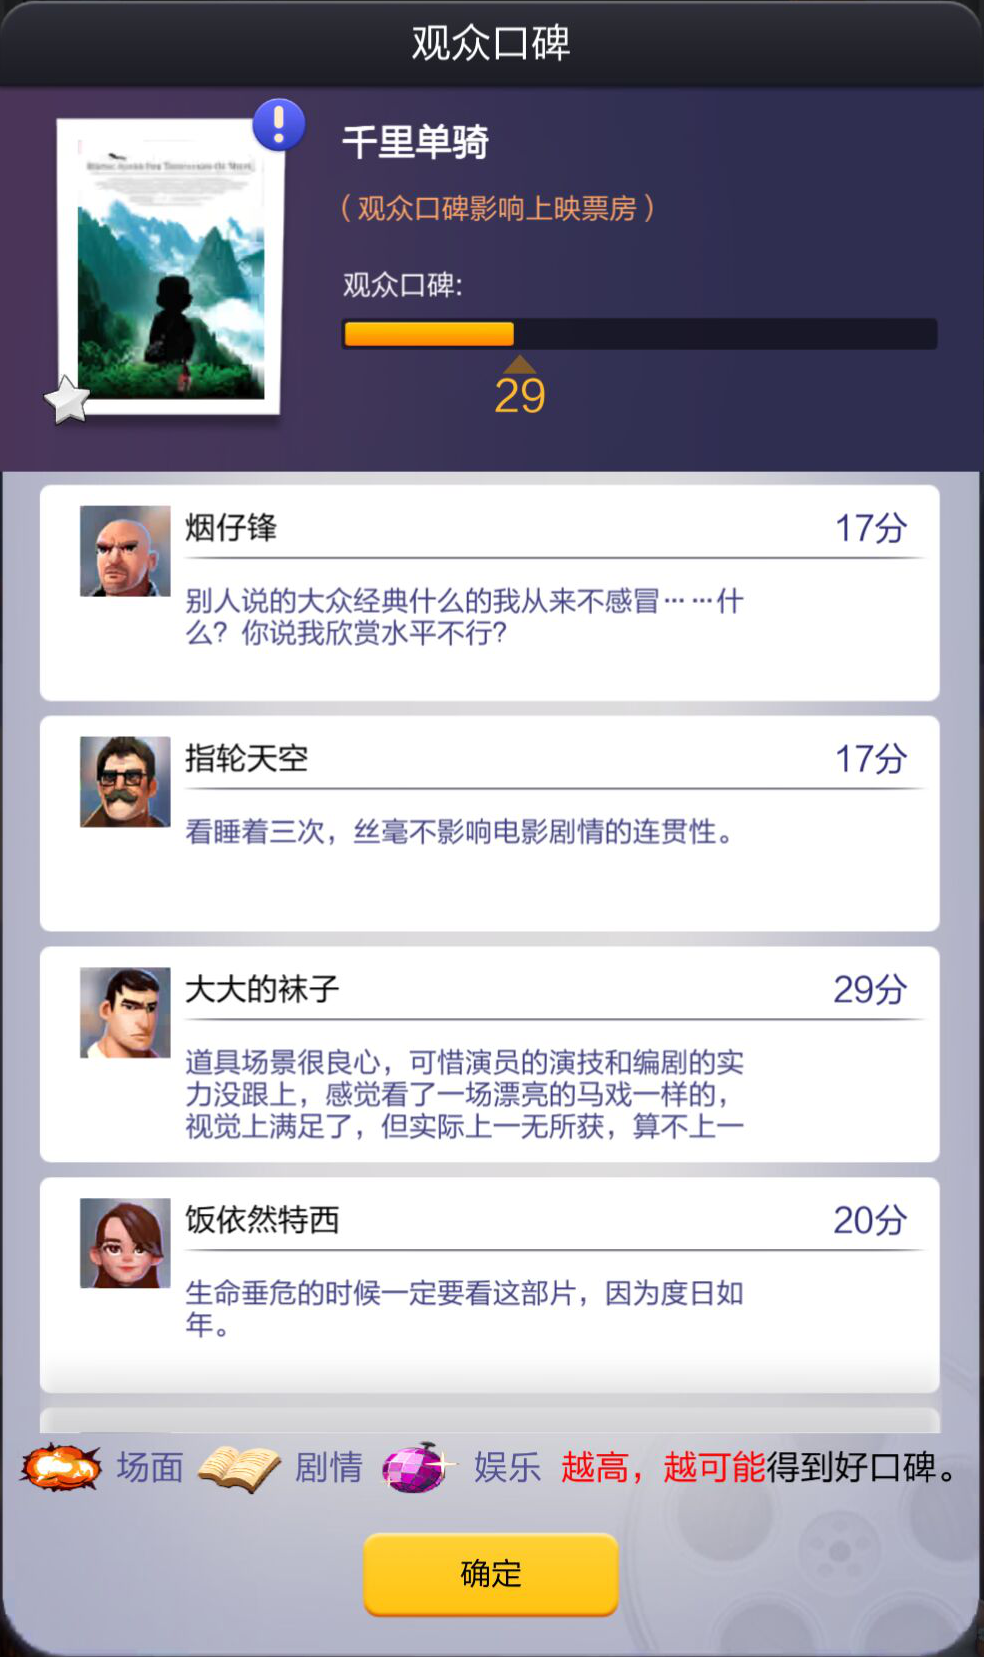 观众口碑
千里单骑
（观众口碑影响上映票房）
观众口碑:
29
烟仔锋
17分
别人说的大众经典什么的我从来不感冒……什
么？你说我欣赏水平不行？
指轮天空
17分
看睡着三次，丝毫不影响电影剧情的连贯性。
大大的袜子
29分
道具场景很良心，可惜演员的演技和编剧的实
力没跟上，感觉看了一场漂亮的马戏一样的，
视觉上满足了，但实际上一无所获，算不上一
饭依然特西
20分
生命垂危的时候一定要看这部片，因为度日如
年。
场面 剧情 娱乐 越高，越可能得到好口碑。
确定